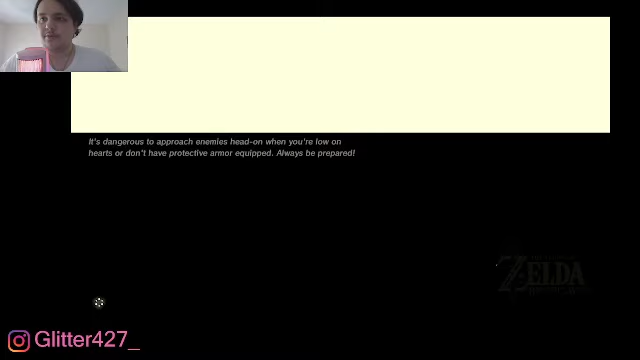 It's dangerous to approach enemies head-on when you're low on
hearts or don't have protective armor equipped. Always be prepared!
ZELDA
Glitter427_